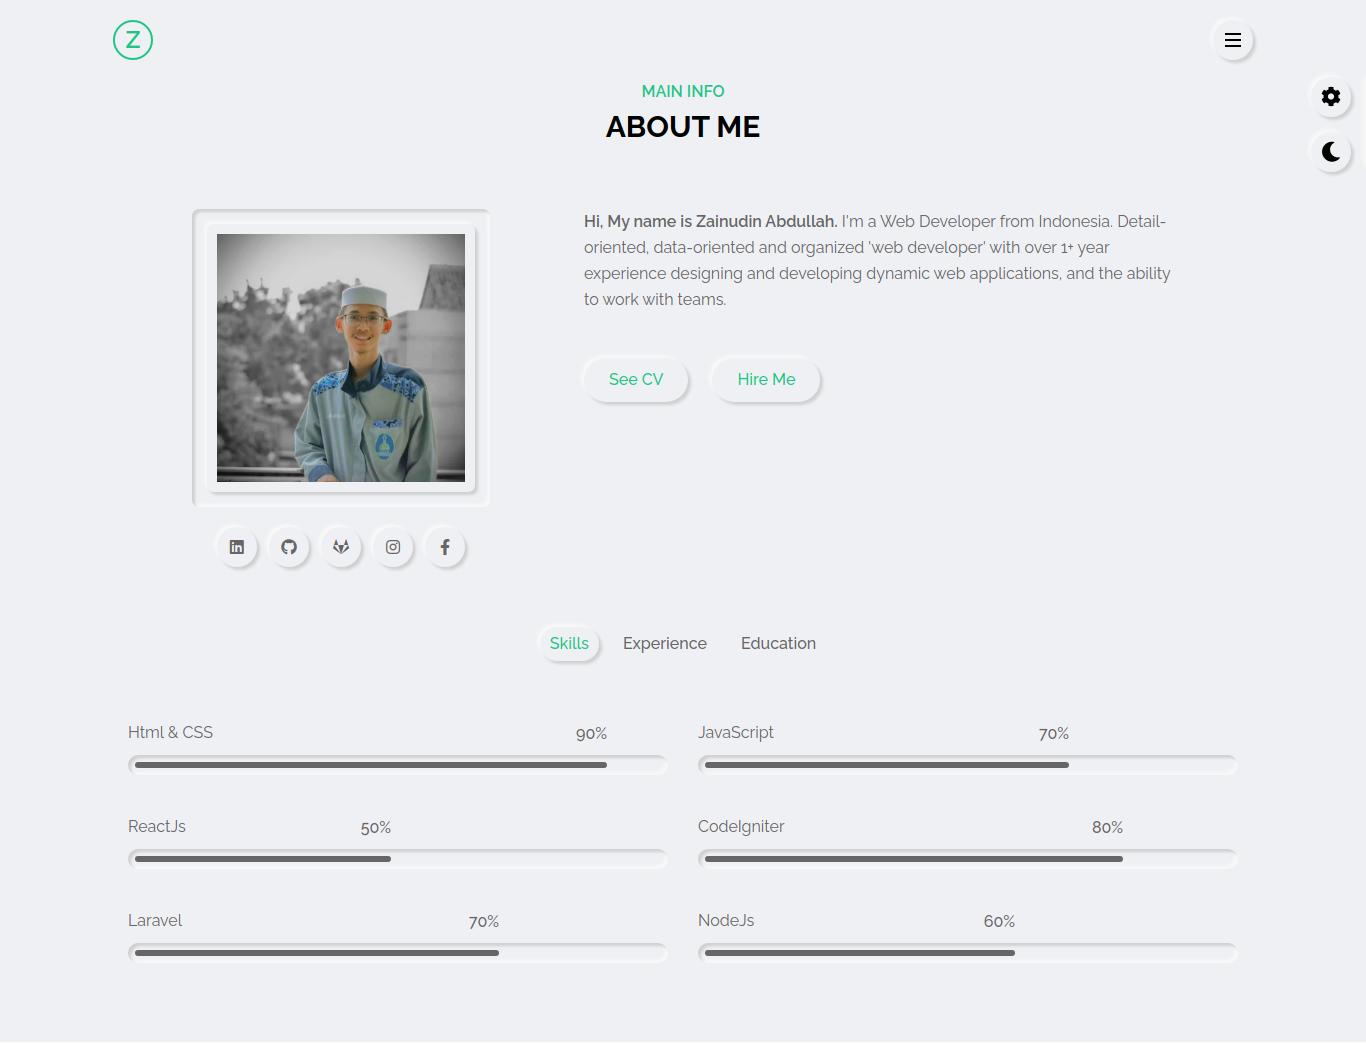 Z
MAIN INFO
ABOUT ME
Hi, My name is Zainudin Abdullah. I'm a Web Developer from Indonesia. Detail-
oriented, data-oriented and organized 'web developer' with over 1+ year
experience designing and developing dynamic web applications, and the ability
to work with teams.
See CV
Hire Me
Skills
Experience
Education
Html & CSS
90%
JavaScript
70%
ReactJs
50%
CodeIgniter
80%
Laravel
70%
NodeJs
60%